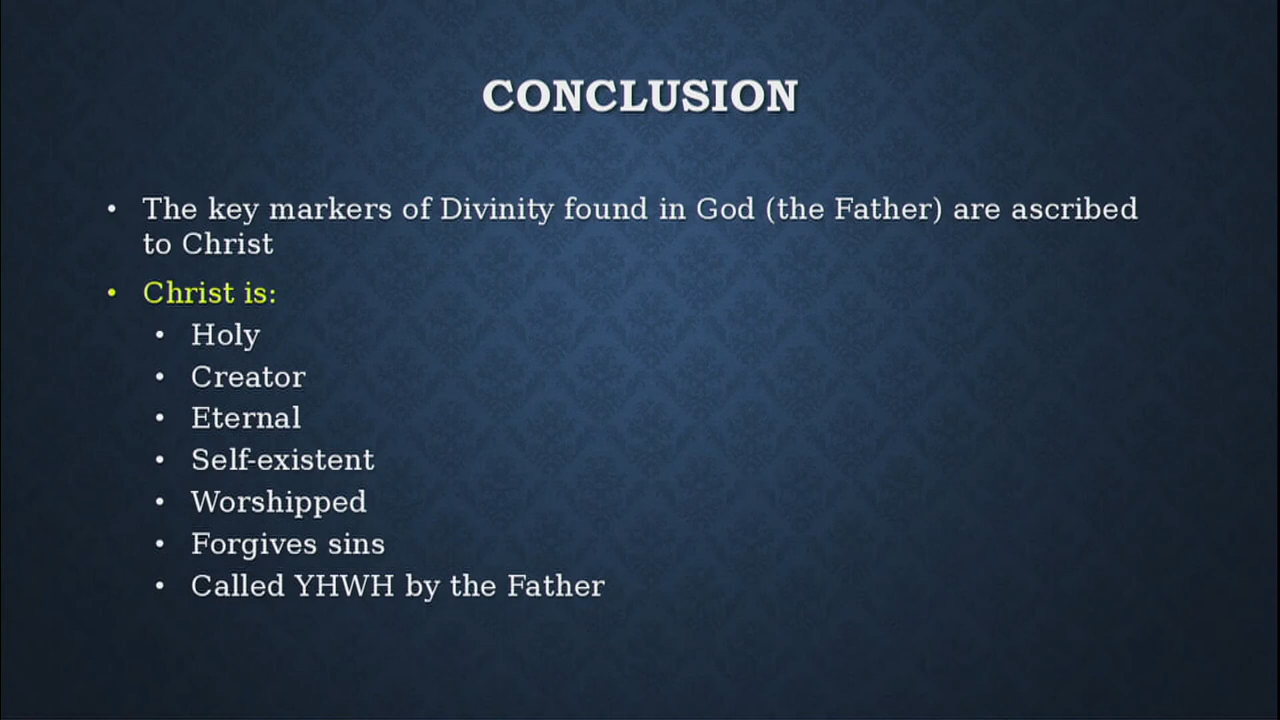 CONCLUSION
• The key markers of Divinity found in God (the Father) are ascribed
to Christ
• Christ is:
• Holy
• Creator
• Eternal
• Self-existent
• Worshipped
• Forgives sins
• Called YHWH by the Father